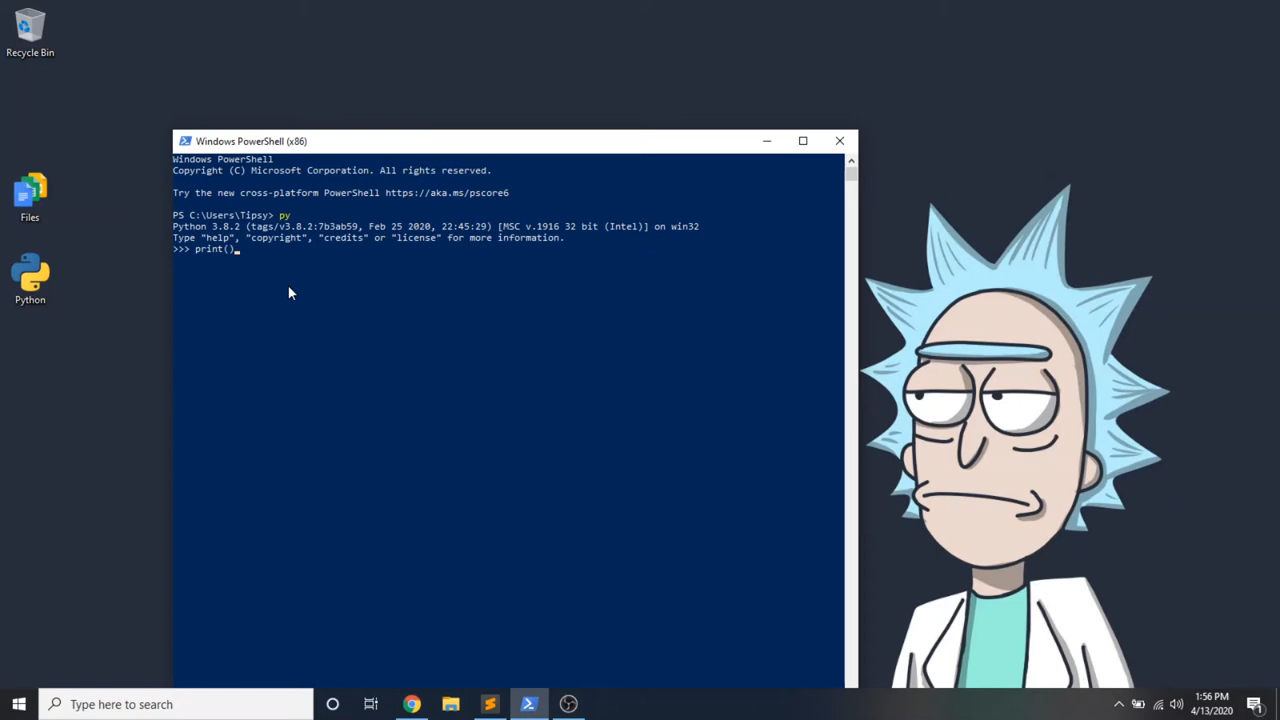 Recycle Bin
Files
Python
Windows PowerShell (x86)
Windows PowerShell
Copyright (C) Microsoft Corporation. All rights reserved.
Try the new cross-platform PowerShell https://aka.ms/pscore6
PS C:\Users\Tipsy> py
Python 3.8.2 (tags/v3.8.2:7b3ab59, Feb 25 2020, 22:45:29) [MSC v.1916 32 bit (Intel)] on win32
Type "help", "copyright", "credits" or "license" for more information.
>>> print()_
Type here to search
1:56 PM
4/13/2020
1